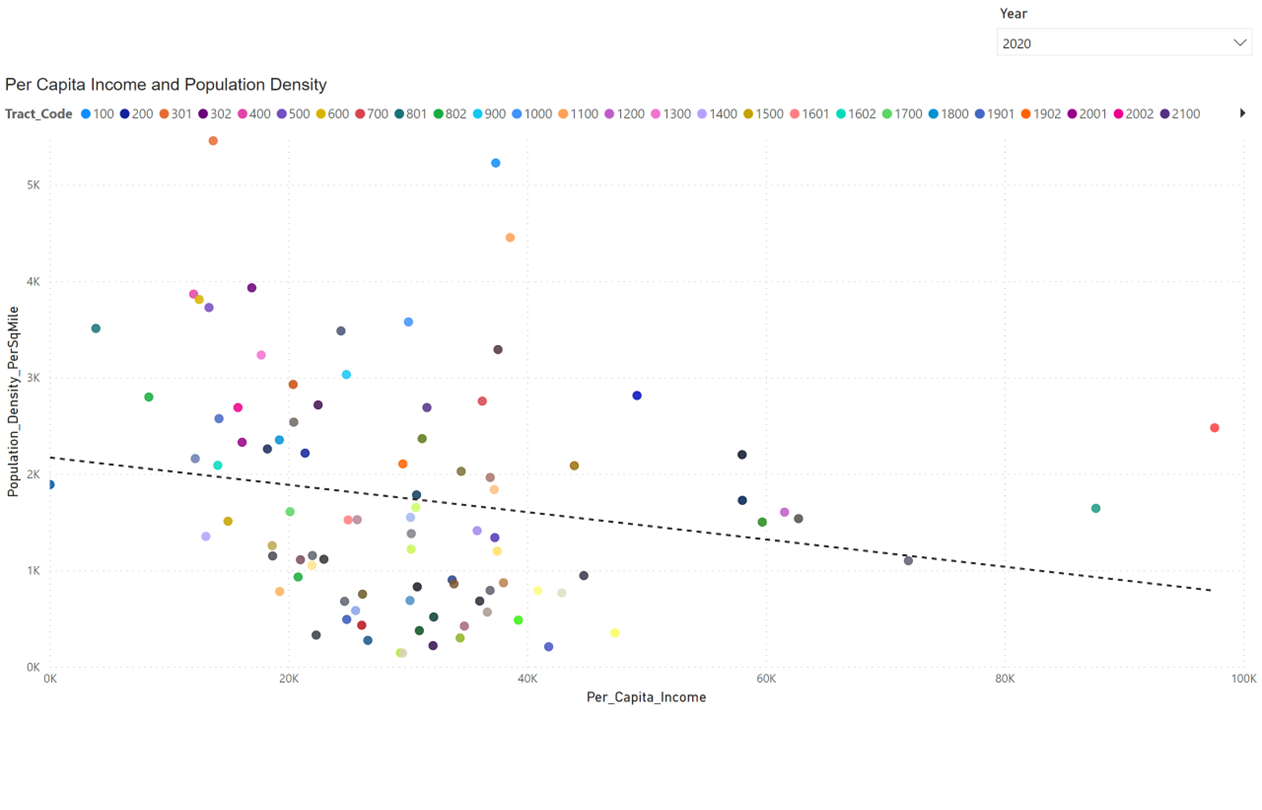 Year
2020
Per Capita Income and Population Density
Tract_Code 100 200 301 302 400 500 600 700 801 802 900 1000 1100 1200 1300 1400 1500 1601 1602 1700 1800 1901 1902 2001 2002 2100
5K
4K
3K
2K
1K
0K
Population_Density_PerSqMile
0K 20K 40K 60K 80K 100K
Per_Capita_Income